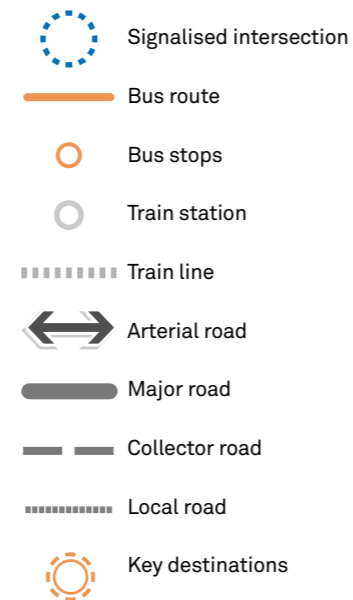 Signalised intersection
Bus route
Bus stops
Train station
Train line
Arterial road
Major road
Collector road
Local road
Key destinations